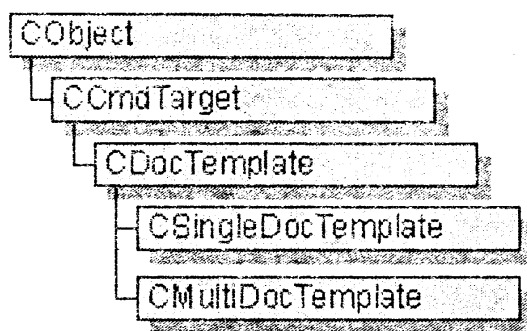 CObject
CCmdTarget
CDocTemplate
CSingleDocTemplate
CMultiDocTemplate